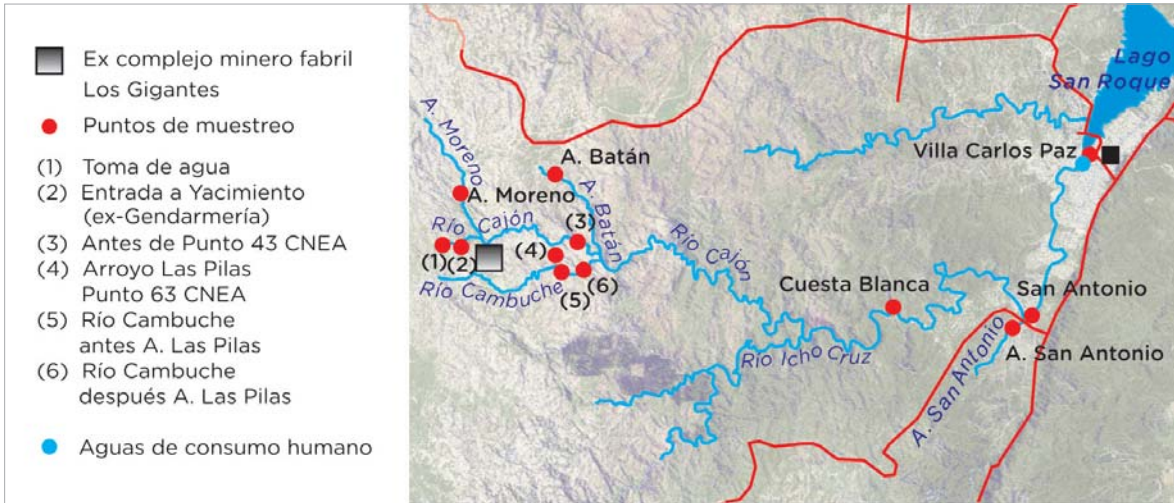 Ex complejo minero fabril
Los Gigantes
Puntos de muestreo
(1) Toma de agua
(2) Entrada a Yacimiento
(ex-Gendarmería)
(3) Antes de Punto 43 CNEA
(4) Arroyo Las Pilas
Punto 63 CNEA
(5) Río Cambuche
antes A. Las Pilas
(6) Río Cambuche
después A. Las Pilas
Aguas de consumo humano
Lago
San Roque
Villa Carlos Paz
A. Moreno
A. Batán
A. Moreno
A. Batán
Río Cajón
(3)
(1)
(2)
(4)
(6)
(5)
Río Cambuche
Río Cajón
Cuesta Blanca
San Antonio
A. San Antonio
Río Icho Cruz
A. San Antonio